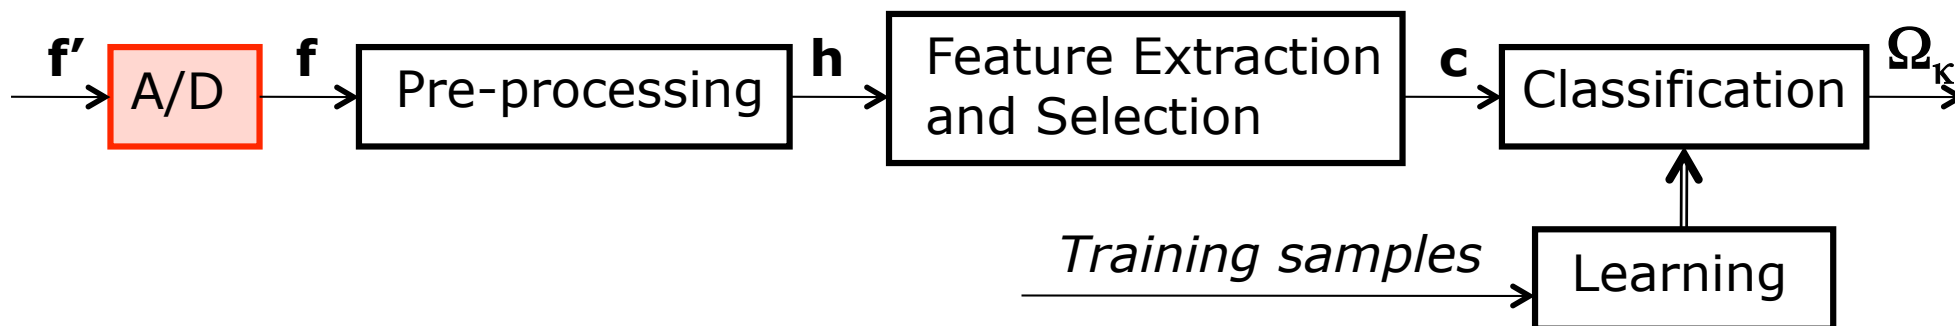 f’
A/D
f
Pre-processing
h
Feature Extraction
and Selection
c
Classification
Ωκ
Training samples
Learning